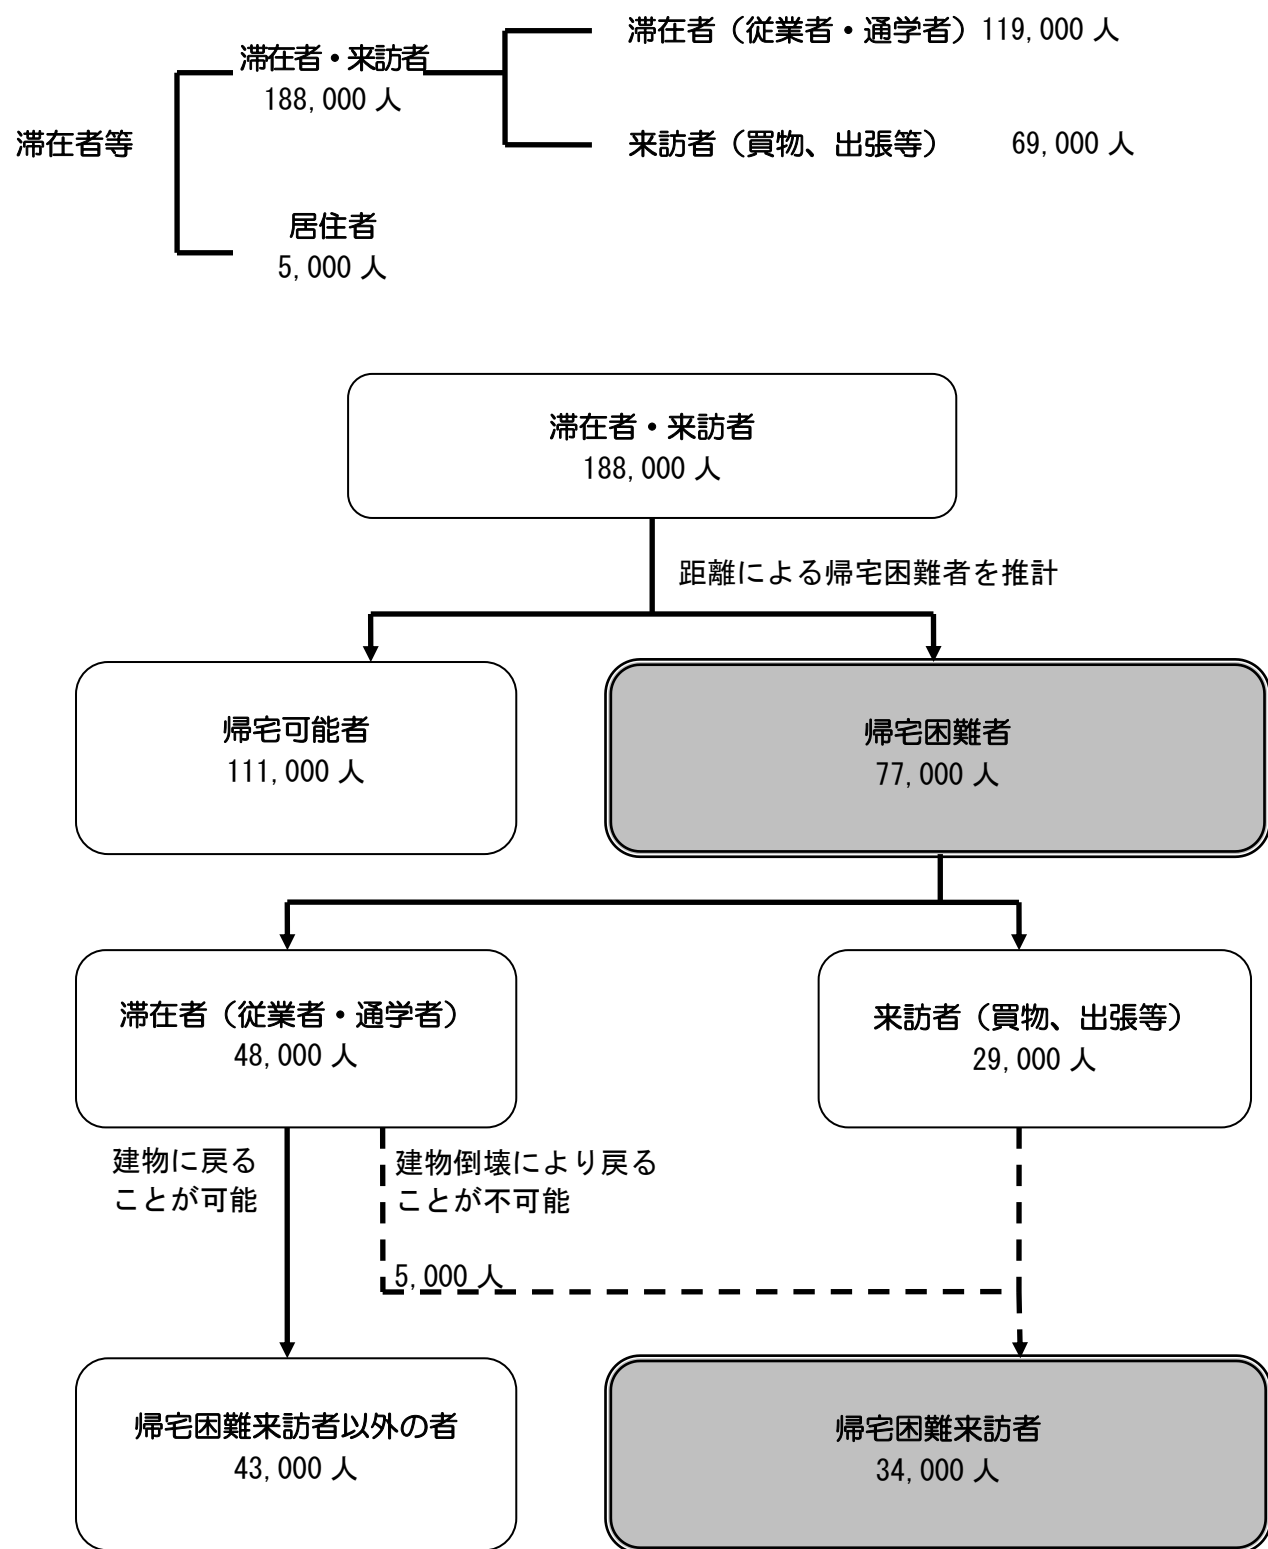 滞在者（従業者・通学者）119,000 人
滞在者・来訪者
188,000 人
滞在者等
来訪者（買物、出張等） 69,000 人
居住者
5,000 人
滞在者・来訪者
188,000 人
距離による帰宅困難者を推計
帰宅可能者
111,000 人
帰宅困難者
77,000 人
滞在者（従業者・通学者）
48,000 人
来訪者（買物、出張等）
29,000 人
建物に戻る
ことが可能
建物倒壊により戻る
ことが不可能
5,000 人
帰宅困難来訪者以外の者
43,000 人
帰宅困難来訪者
34,000 人